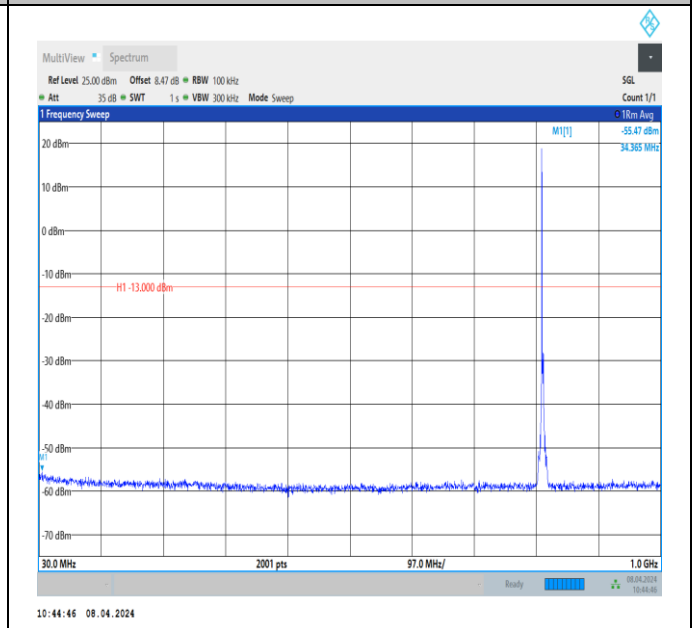 R S
MultiView Spectrum
Ref Level 25.00 dBm Offset 8.47 dB RBW 100 kHz SGL
Att 35 dB SWT 1 s VBW 300 kHz Mode Sweep Count 1/1
1 Frequency Sweep 1Rm Avg
M1[1] -55.47 dBm
34.365 MHz
20 dBm
10 dBm
0 dBm
-10 dBm
H1 -13.000 dBm
-20 dBm
-30 dBm
-40 dBm
-50 dBm
M1
-60 dBm
-70 dBm
30.0 MHz 2001 pts 97.0 MHz/ 1.0 GHz
Ready 08.04.2024
10:44:46
10:44:46 08.04.2024